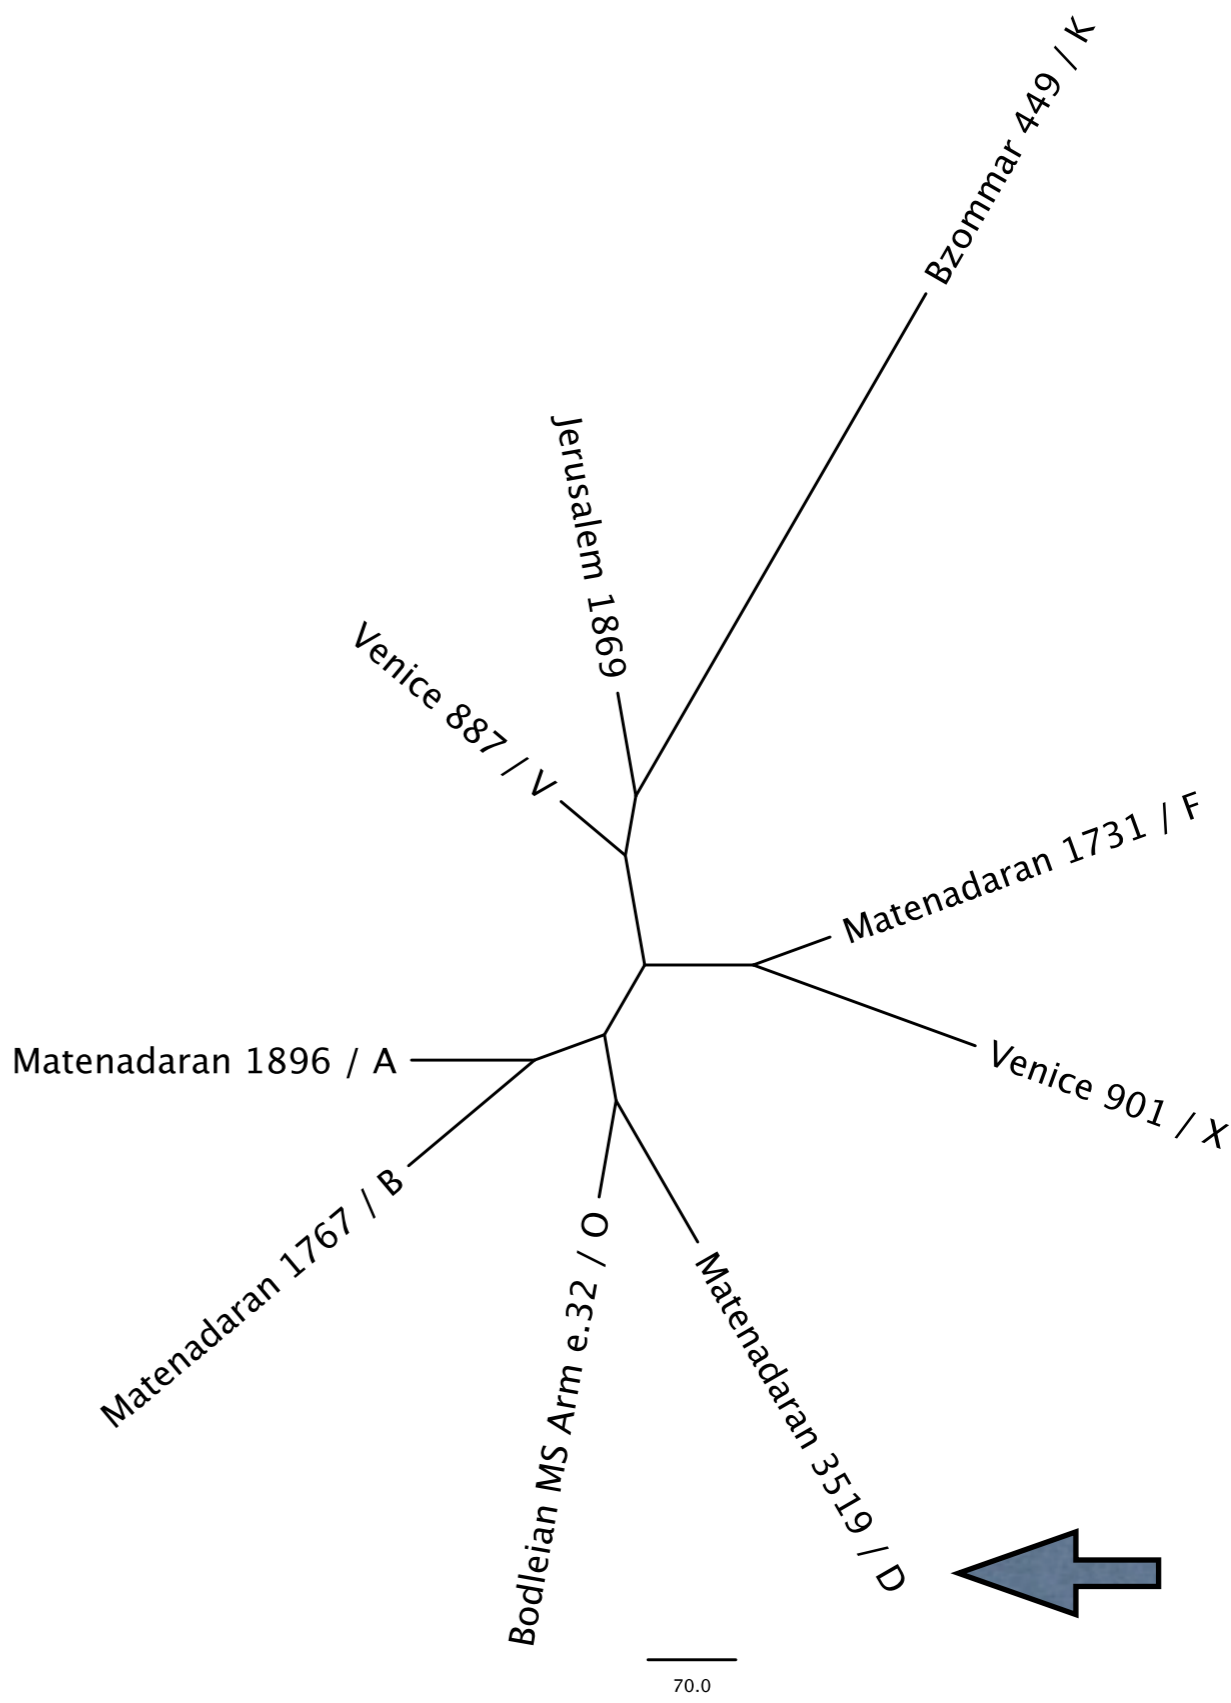 Bzommar 449 / K
Jerusalem 1869
Venice 887 / V
Matenadaran 1731 / F
Matenadaran 1896 / A
Venice 901 / X
Matenadaran 1767 / B
Bodleian MS Arm e.32 / O
Matenadaran 3519 / D
70.0